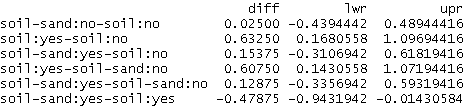 diff lwr upr
soil-sand:no-soil:no 0.02500 -0.4394442 0.48944416
soil:yes-soil:no 0.63250 0.1680558 1.09694416
soil-sand:yes-soil:no 0.15375 -0.3106942 0.61819416
soil:yes-soil-sand:no 0.60750 0.1430558 1.07194416
soil-sand:yes-soil-sand:no 0.12875 -0.3356942 0.59319416
soil-sand:yes-soil:yes -0.47875 -0.9431942 -0.01430584